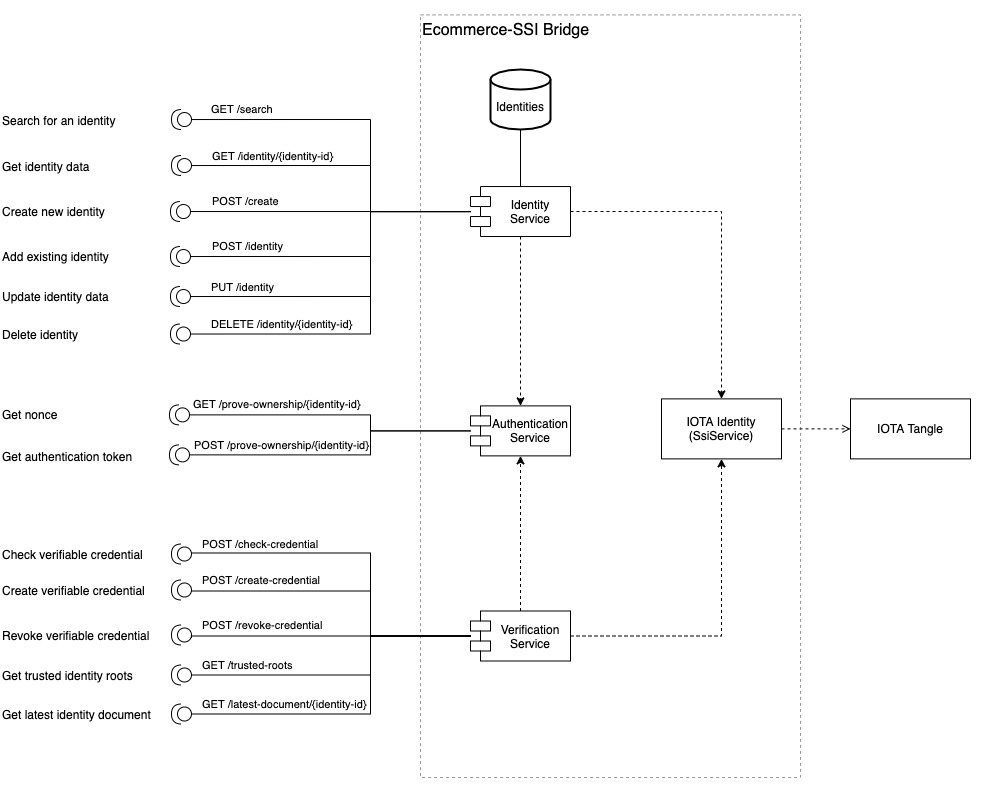 Ecommerce-SSI Bridge
Identities
Search for an identity
GET /search
Get identity data
GET /identity/{identity-id}
Create new identity
POST /create
Identity
Service
Add existing identity
POST /identity
Update identity data
PUT /identity
Delete identity
DELETE /identity/{identity-id}
Get nonce
GET /prove-ownership/{identity-id}
Get authentication token
POST /prove-ownership/{identity-id}
Authentication
Service
IOTA Identity
(SsiService)
IOTA Tangle
Check verifiable credential
POST /check-credential
Create verifiable credential
POST /create-credential
Revoke verifiable credential
POST /revoke-credential
Verification
Service
Get trusted identity roots
GET /trusted-roots
Get latest identity document
GET /latest-document/{identity-id}